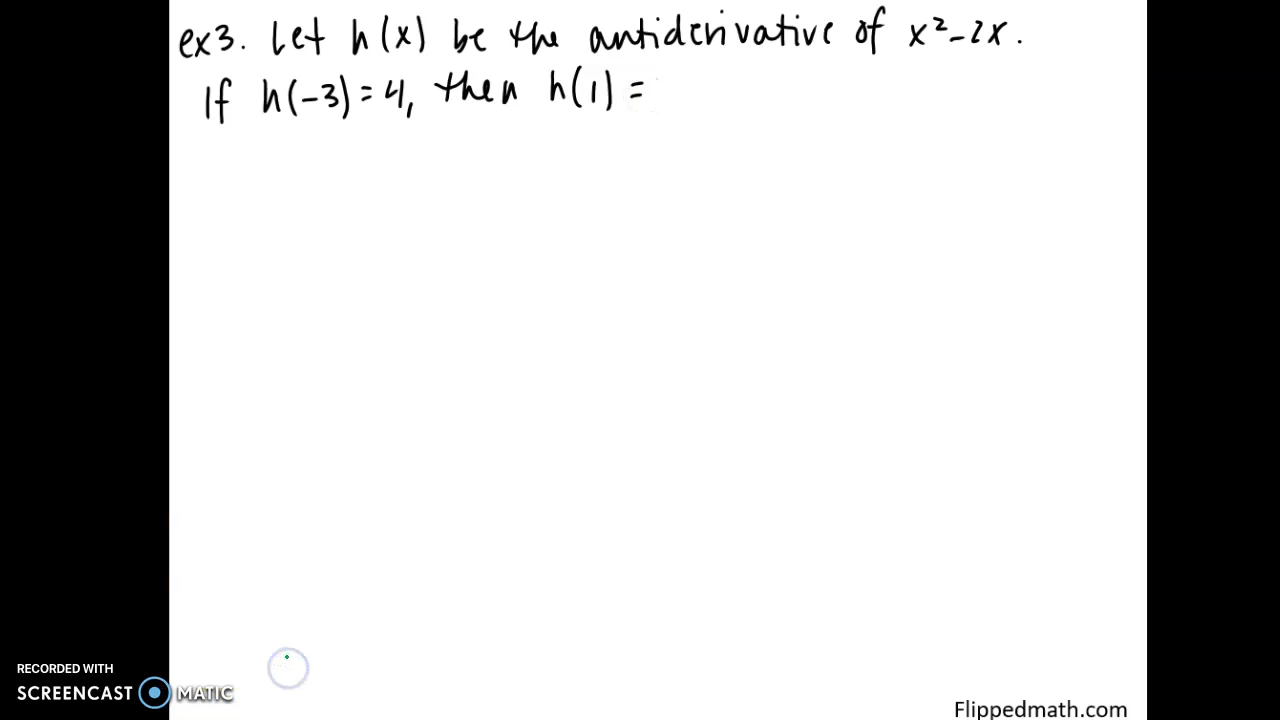 ex3. Let h(x) be the antiderivative of x²-2x.
If h(-3)=4, then h(1)=
RECORDED WITH
SCREENCAST MATIC
Flippedmath.com